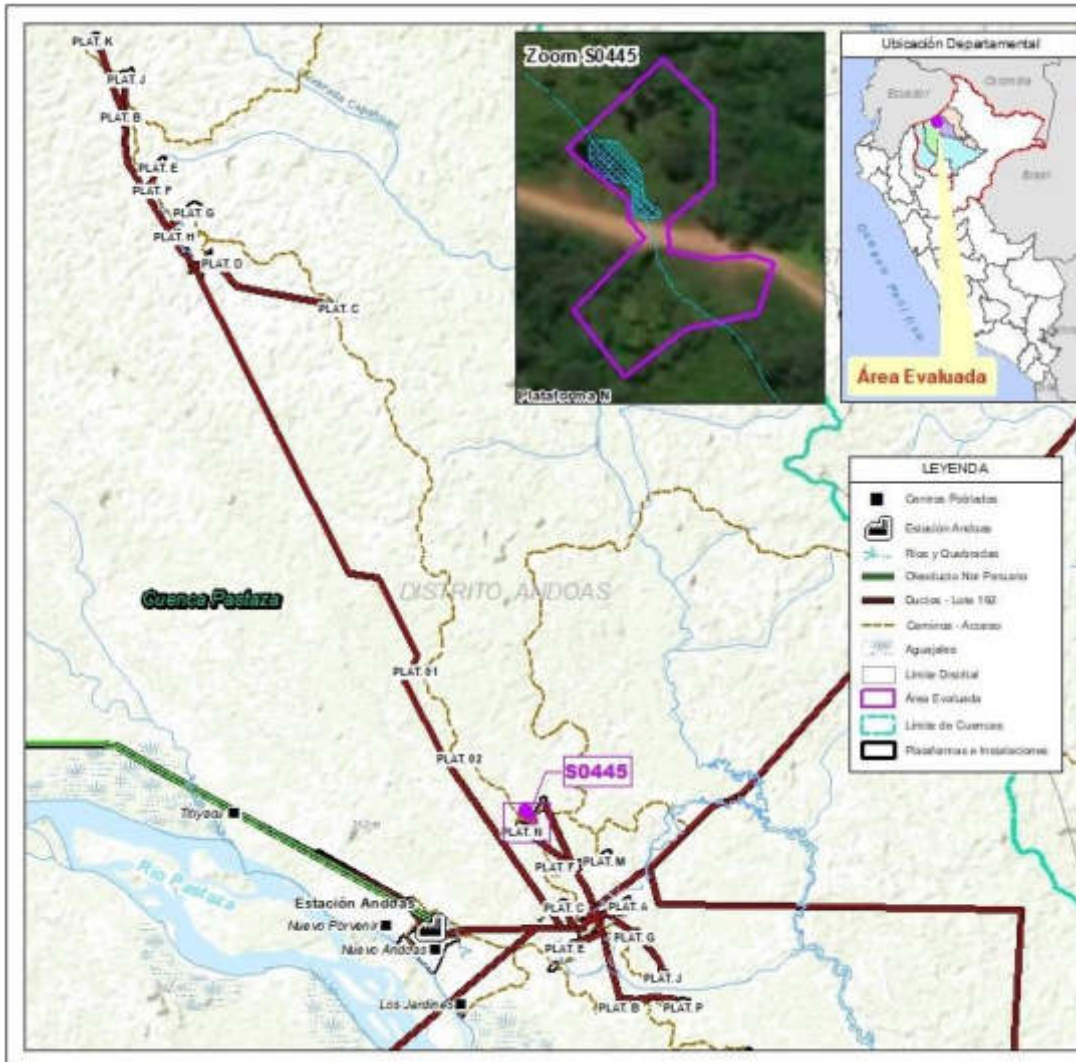 PLAT. K
PLAT. J
PLAT. B
PLAT. E
PLAT. F
PLAT. G
PLAT. H
PLAT. D
PLAT. C
Zoom S0445
Plataforma N
Ubicación Departamental
Ecuador
Colombia
Brasil
Océano Pacífico
Área Evaluada
LEYENDA
Centros Poblados
Estación Andoas
Ríos y Quebradas
Oleoducto Nor Peruano
Ductos - Lote 192
Caminos - Acceso
Aguajales
Límite Distrital
Área Evaluada
Límite de Cuencas
Plataformas e Instalaciones
Cuenca Pastaza
DISTRITO ANDOAS
PLAT. 01
PLAT. 02
S0445
PLAT. N
PLAT. F
PLAT. M
Río Pastaza
Estación Andoas
Nuevo Porvenir
Nuevo Andoas
Los Jardines
PLAT. C
PLAT. A
PLAT. G
PLAT. E
PLAT. J
PLAT. B
PLAT. P